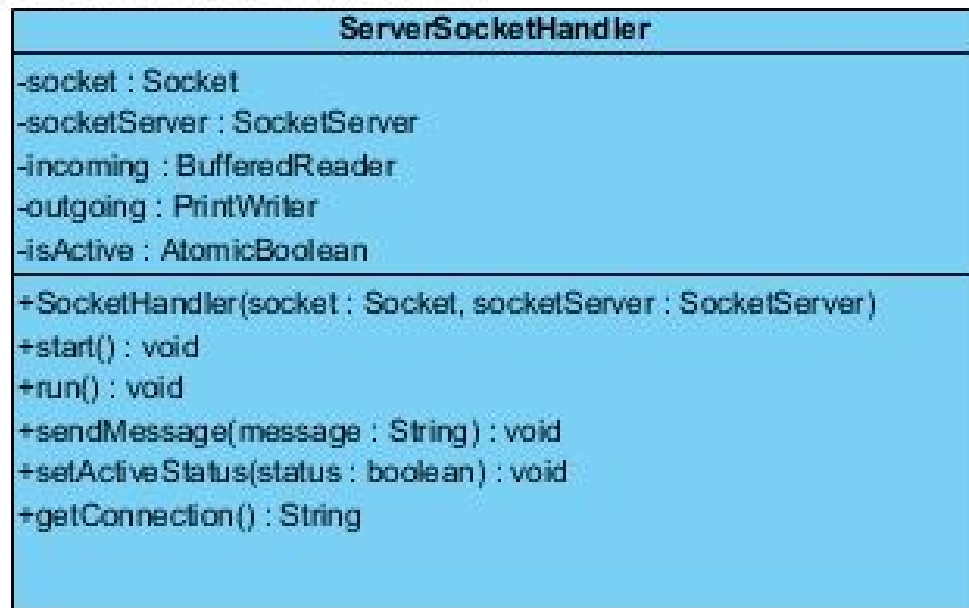 ServerSocketHandler
-socket : Socket
-socketServer : SocketServer
-incoming : BufferedReader
-outgoing : PrintWriter
-isActive : AtomicBoolean
+SocketHandler(socket : Socket, socketServer : SocketServer)
+start() : void
+run() : void
+sendMessage(message : String) : void
+setActiveStatus(status : boolean) : void
+getConnection() : String